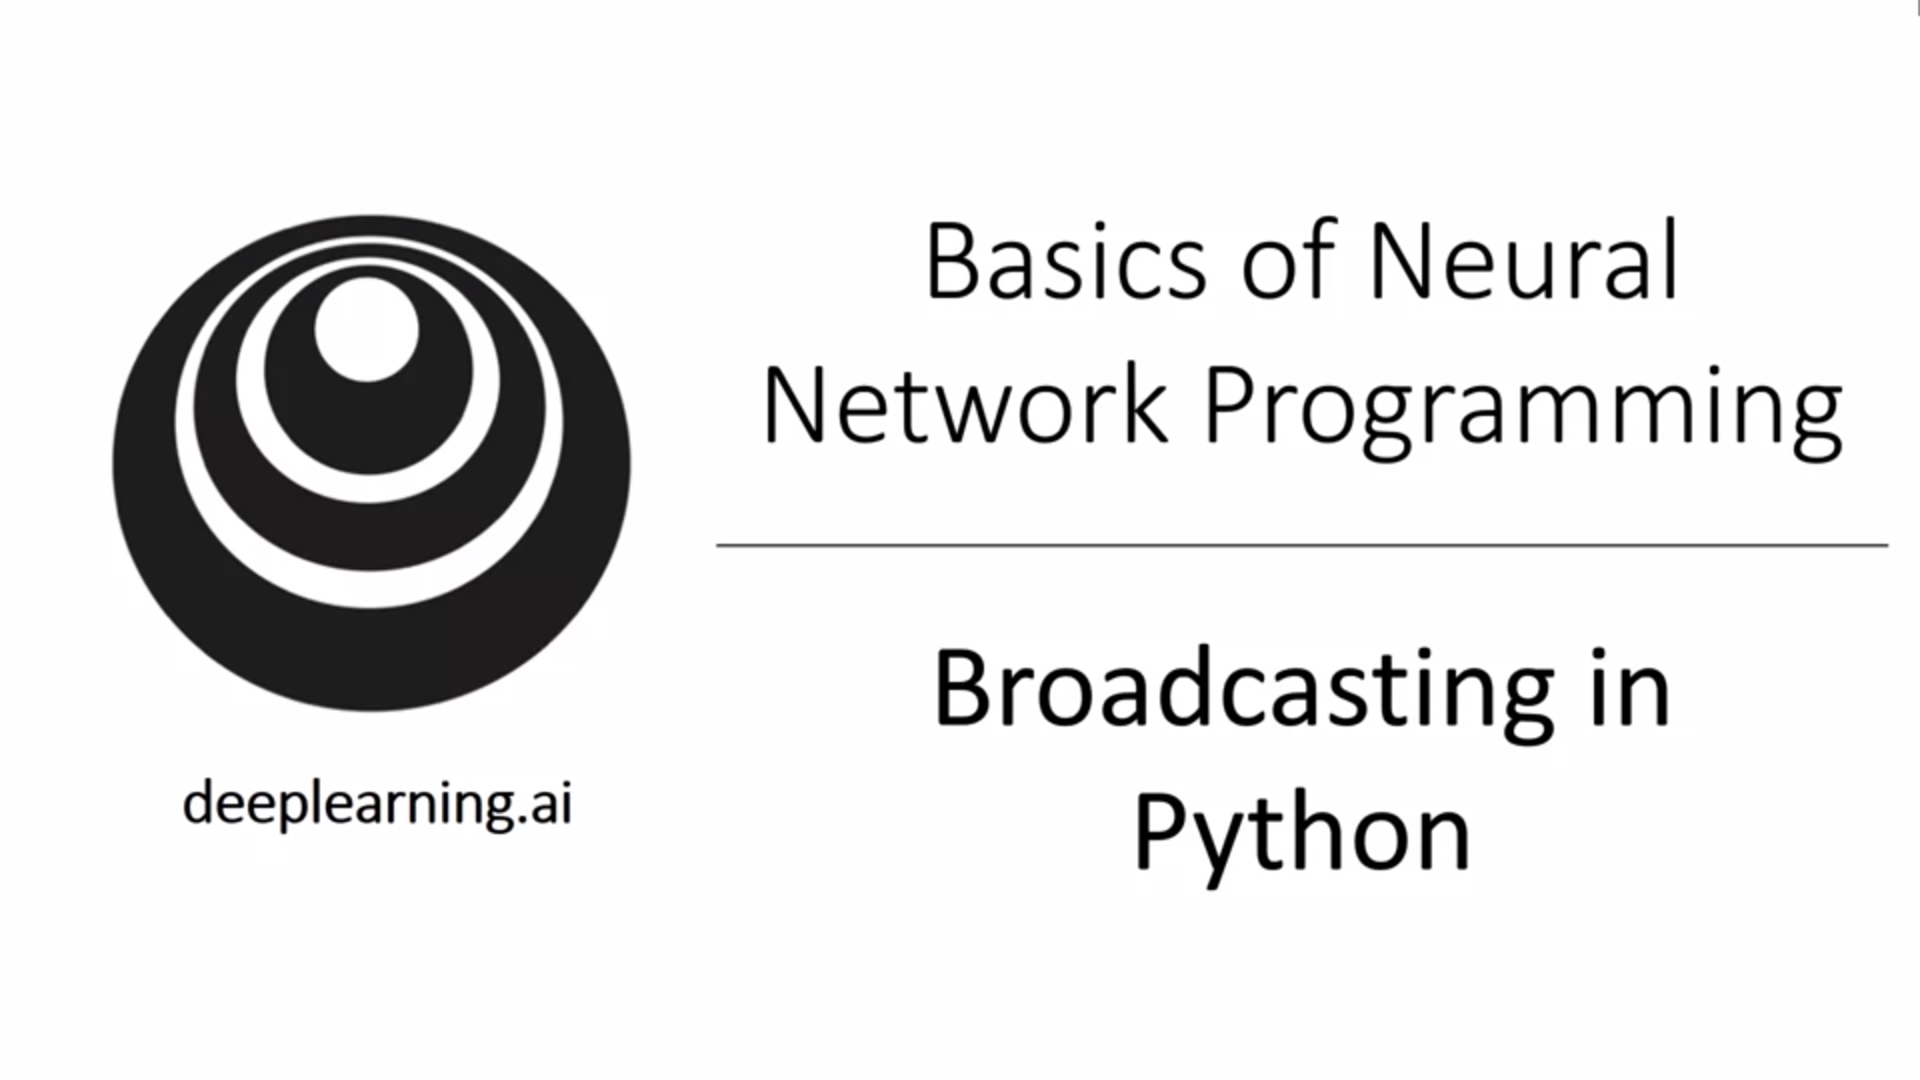 Basics of Neural
Network Programming
Broadcasting in
Python
deeplearning.ai